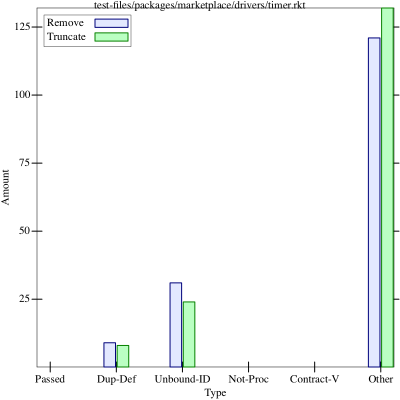 test-files/packages/marketplace/drivers/timer.rkt
Remove
Truncate
125
100
75
50
25
Amount
Passed Dup-Def Unbound-ID Not-Proc Contract-V Other
Type